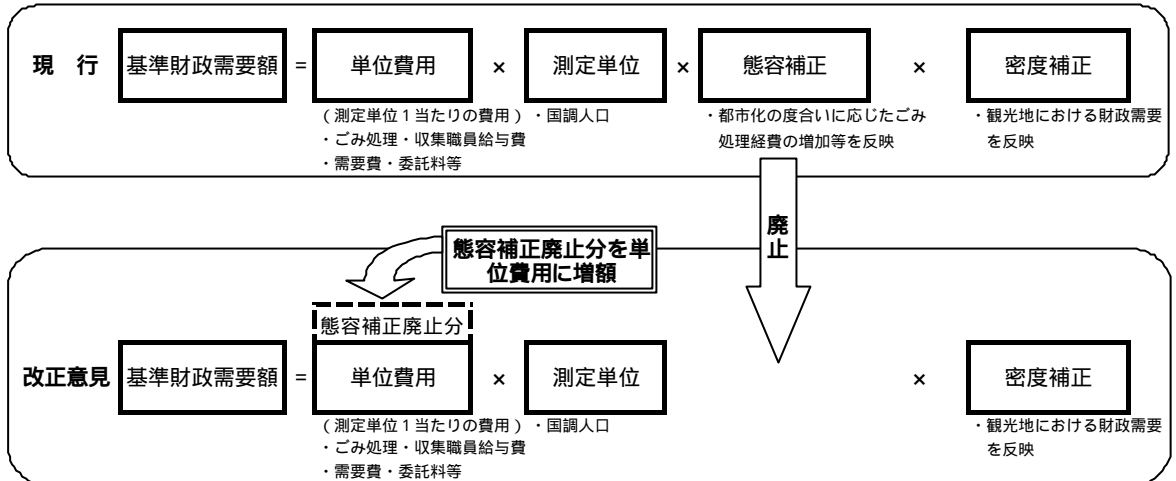 現　行 基準財政需要額 = 単位費用 × 測定単位 × 態容補正 × 密度補正
(測定単位１当たりの費用) ・国調人口
・ごみ処理・収集職員給与費
・需要費・委託料等
・都市化の度合いに応じたごみ
処理経費の増加等を反映
・観光地における財政需要
を反映
廃止
態容補正廃止分を単
位費用に増額
態容補正廃止分
改正意見 基準財政需要額 = 単位費用 × 測定単位 × 密度補正
(測定単位１当たりの費用) ・国調人口
・ごみ処理・収集職員給与費
・需要費・委託料等
・観光地における財政需要
を反映